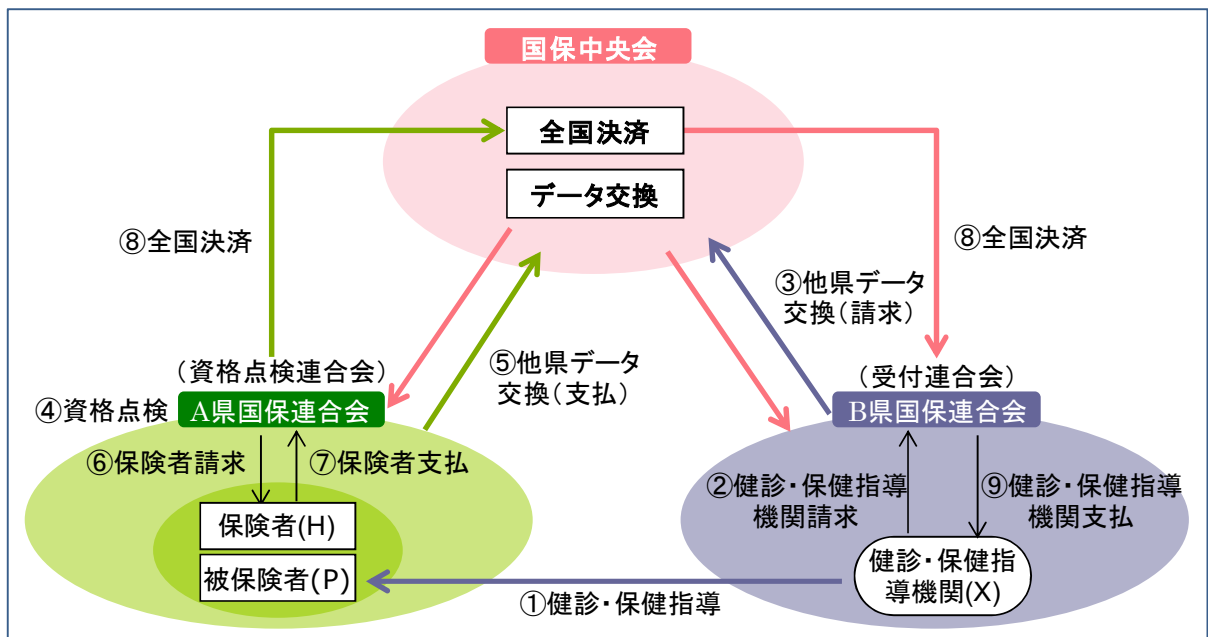 国保中央会
全国決済
データ交換
⑧全国決済
⑧全国決済
③他県データ
交換(請求)
⑤他県データ
交換(支払)
(資格点検連合会)
④資格点検
A県国保連合会
(受付連合会)
B県国保連合会
⑥保険者請求
⑦保険者支払
②健診・保健指導
機関請求
⑨健診・保健指導
機関支払
保険者(H)
被保険者(P)
健診・保健指
導機関(X)
①健診・保健指導